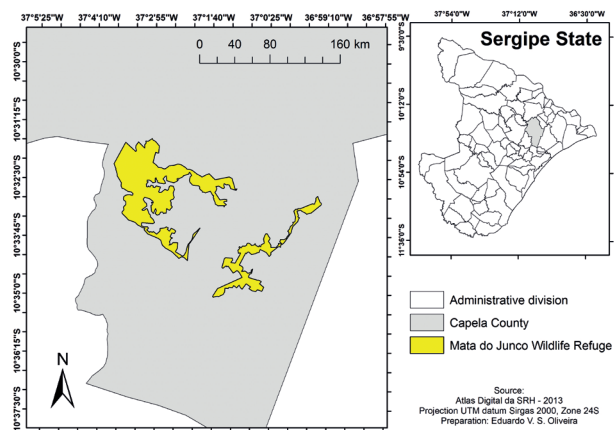 37°5'25"W 37°4'10"W 37°2'55"W 37°1'40"W 37°0'25"W 36°59'10"W 36°57'55"W
10°30'0"S
10°31'15"S
10°32'30"S
10°33'45"S
10°35'0"S
10°36'15"S
10°37'30"S
0 40 80 160 km
N
37°54'0"W 37°12'0"W 36°30'0"W
9°30'0"S
10°12'0"S
10°54'0"S
11°36'0"S
Sergipe State
Administrative division
Capela County
Mata do Junco Wildlife Refuge
Source:
Atlas Digital da SRH - 2013
Projection UTM datum Sirgas 2000, Zone 24S
Preparation: Eduardo V. S. Oliveira